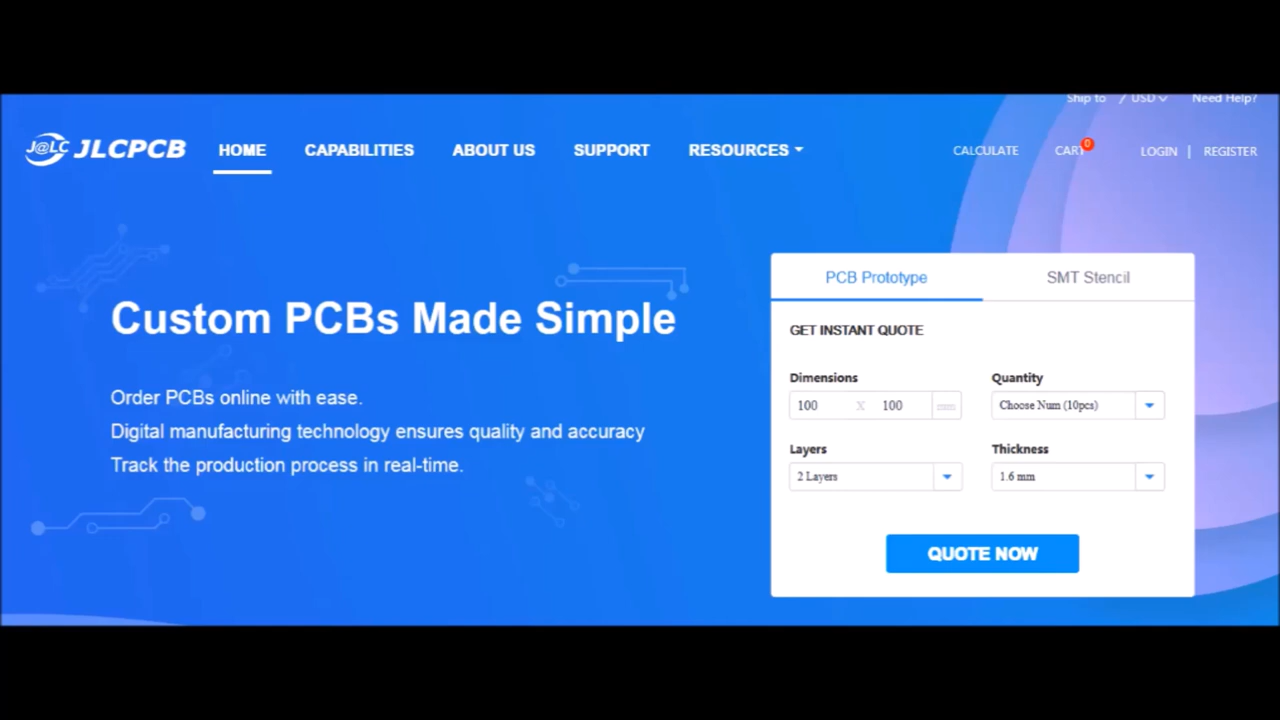 Ship to / USD Need Help?
J@LC JLCPCB HOME CAPABILITIES ABOUT US SUPPORT RESOURCES CALCULATE CART 0 LOGIN | REGISTER
Custom PCBs Made Simple
Order PCBs online with ease.
Digital manufacturing technology ensures quality and accuracy
Track the production process in real-time.
PCB Prototype SMT Stencil
GET INSTANT QUOTE
Dimensions Quantity
100 X 100 mm Choose Num (10pcs)
Layers Thickness
2 Layers 1.6 mm
QUOTE NOW